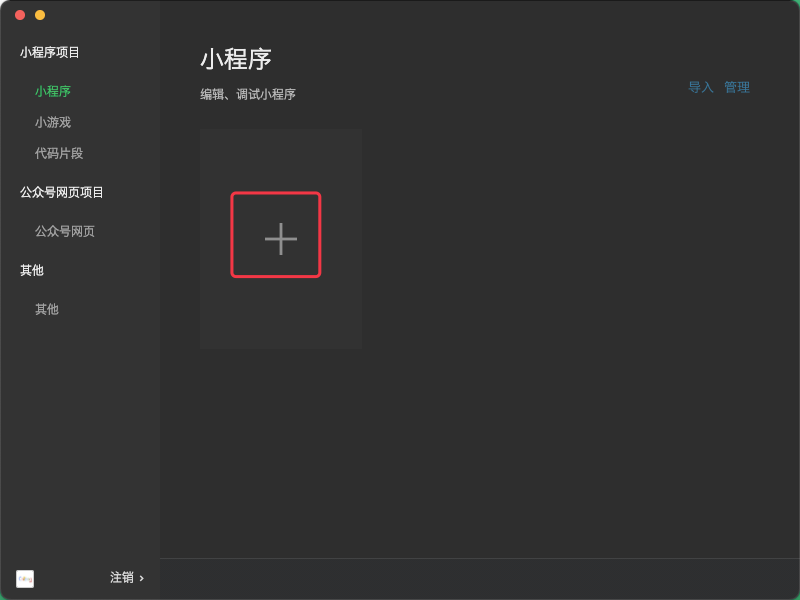 小程序项目
小程序
小游戏
代码片段
公众号网页项目
公众号网页
其他
其他
注销 ›
小程序
编辑、调试小程序
导入 管理